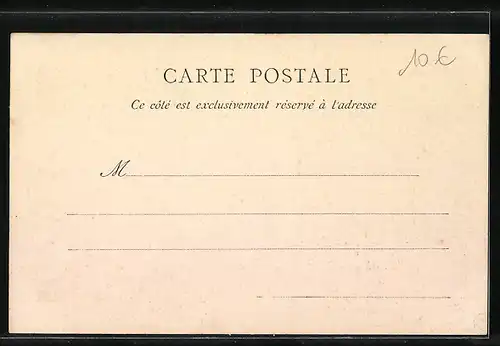 10 €
CARTE POSTALE
Ce côté est exclusivement réservé à l'adresse
M